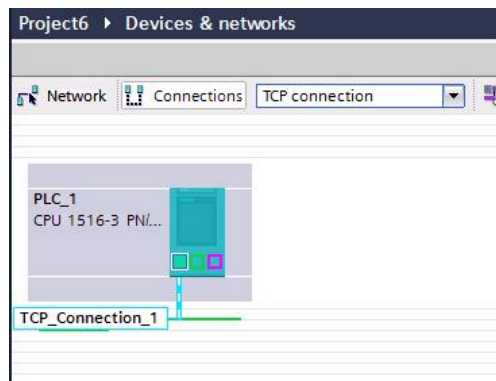 Project6 ▸ Devices & networks
Network Connections TCP connection
PLC_1
CPU 1516-3 PN/...
TCP_Connection_1